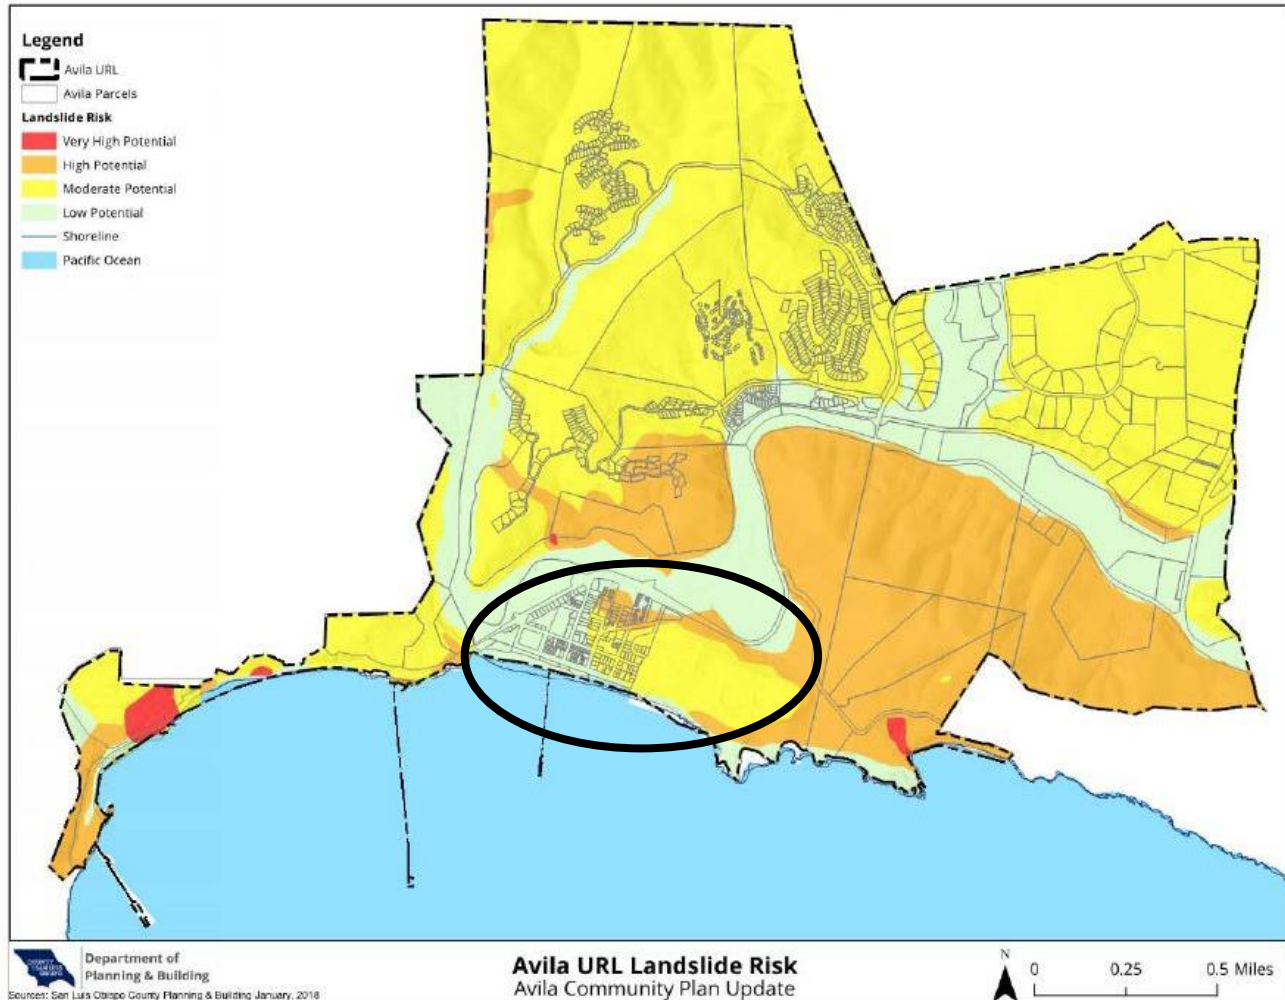 Legend
Avila URL
Avila Parcels
Landslide Risk
Very High Potential
High Potential
Moderate Potential
Low Potential
Shoreline
Pacific Ocean
Department of
Planning & Building
Sources: San Luis Obispo County Planning & Building January, 2018
Avila URL Landslide Risk
Avila Community Plan Update
N
0 0.25 0.5 Miles